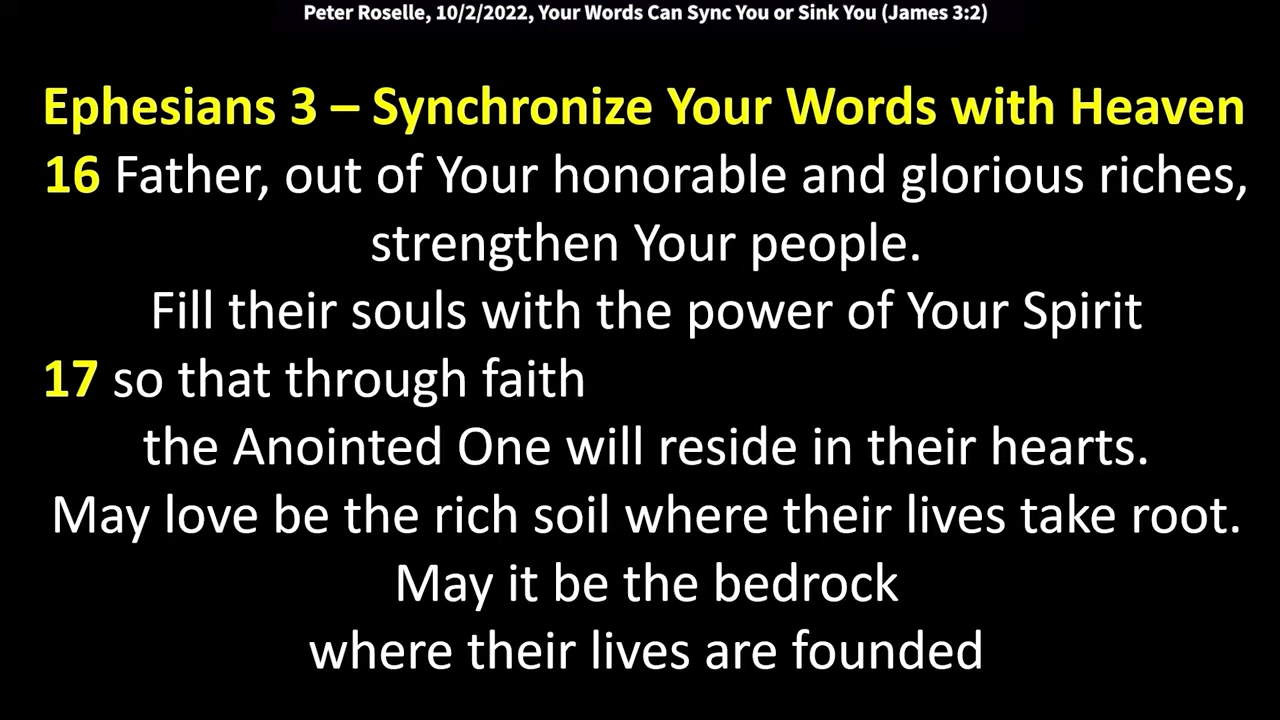 Peter Roselle, 10/2/2022, Your Words Can Sync You or Sink You (James 3:2)
Ephesians 3 – Synchronize Your Words with Heaven
16 Father, out of Your honorable and glorious riches,
strengthen Your people.
Fill their souls with the power of Your Spirit
17 so that through faith
the Anointed One will reside in their hearts.
May love be the rich soil where their lives take root.
May it be the bedrock
where their lives are founded